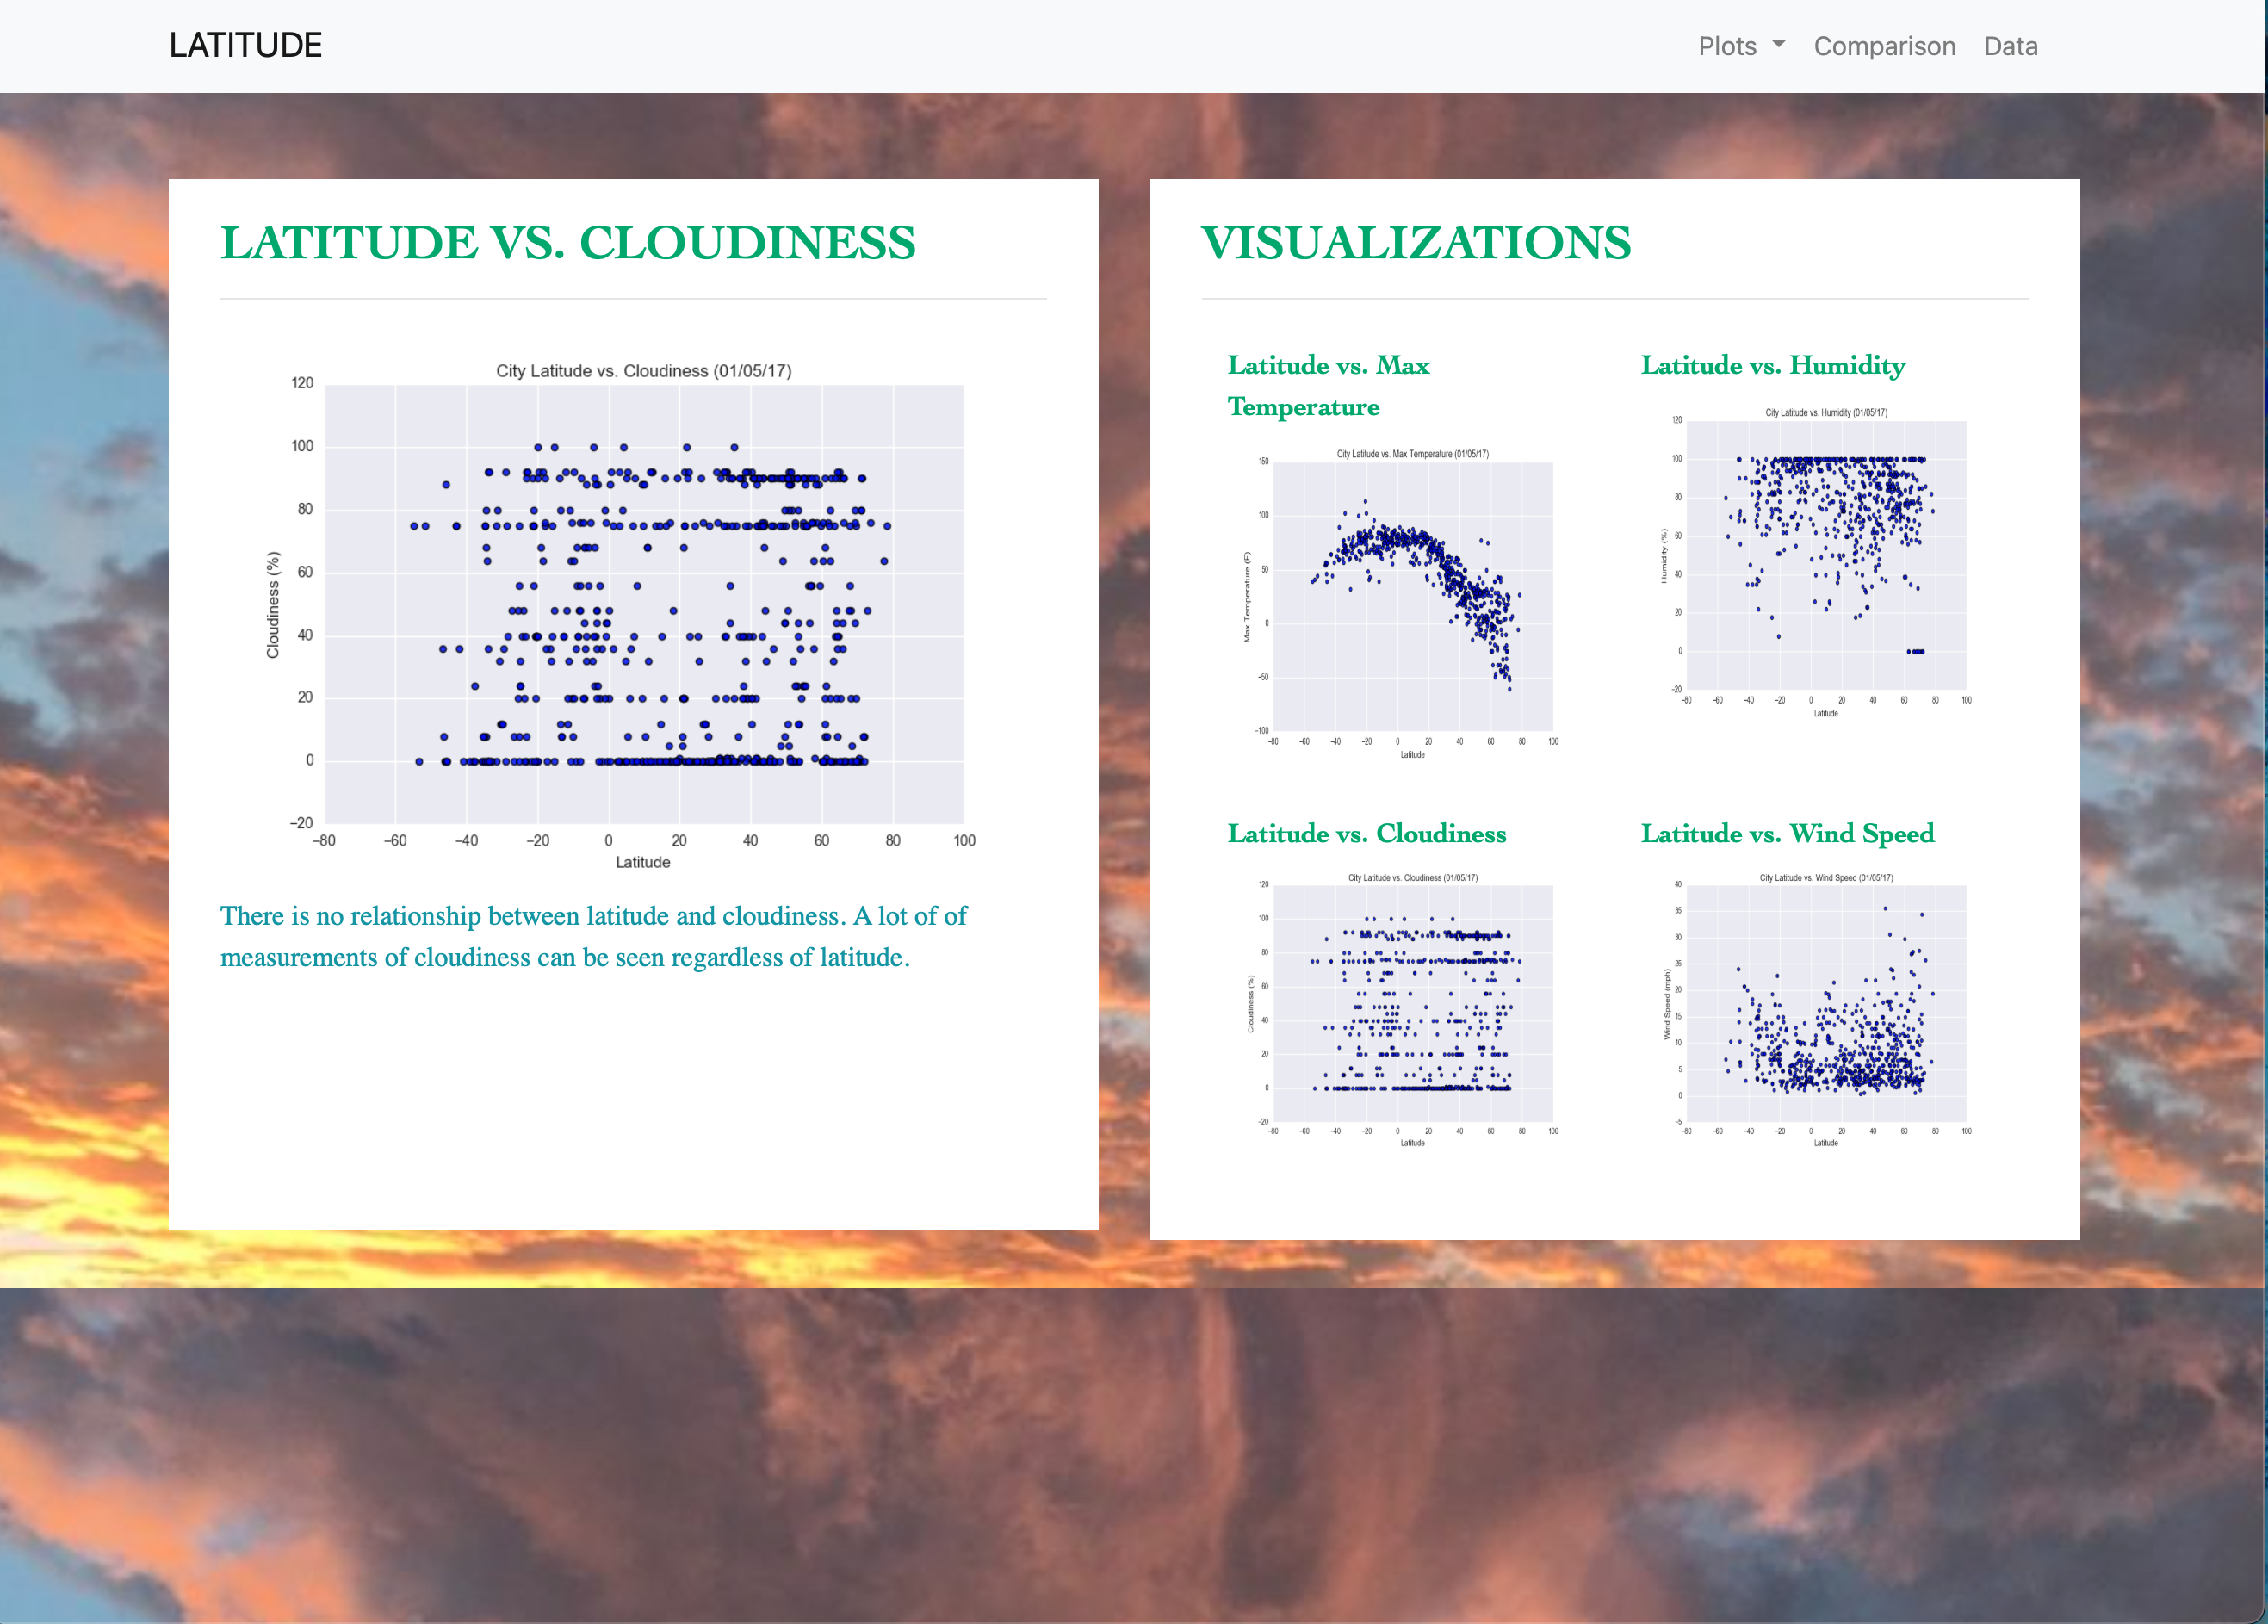 LATITUDE
Plots Comparison Data
LATITUDE VS. CLOUDINESS
City Latitude vs. Cloudiness (01/05/17)
120
100
80
60
40
20
0
−20
Cloudiness (%)
−80 −60 −40 −20 0 20 40 60 80 100
Latitude
There is no relationship between latitude and cloudiness. A lot of of
measurements of cloudiness can be seen regardless of latitude.
VISUALIZATIONS
Latitude vs. Max
Temperature
City Latitude vs. Max Temperature (01/05/17)
150
100
50
0
−50
−100
Max Temperature (F)
−80 −60 −40 −20 0 20 40 60 80 100
Latitude
Latitude vs. Humidity
City Latitude vs. Humidity (01/05/17)
120
100
80
60
40
20
0
−20
Humidity (%)
−80 −60 −40 −20 0 20 40 60 80 100
Latitude
Latitude vs. Cloudiness
City Latitude vs. Cloudiness (01/05/17)
120
100
80
60
40
20
0
−20
Cloudiness (%)
−80 −60 −40 −20 0 20 40 60 80 100
Latitude
Latitude vs. Wind Speed
City Latitude vs. Wind Speed (01/05/17)
40
35
30
25
20
15
10
5
0
−5
Wind Speed (mph)
−80 −60 −40 −20 0 20 40 60 80 100
Latitude